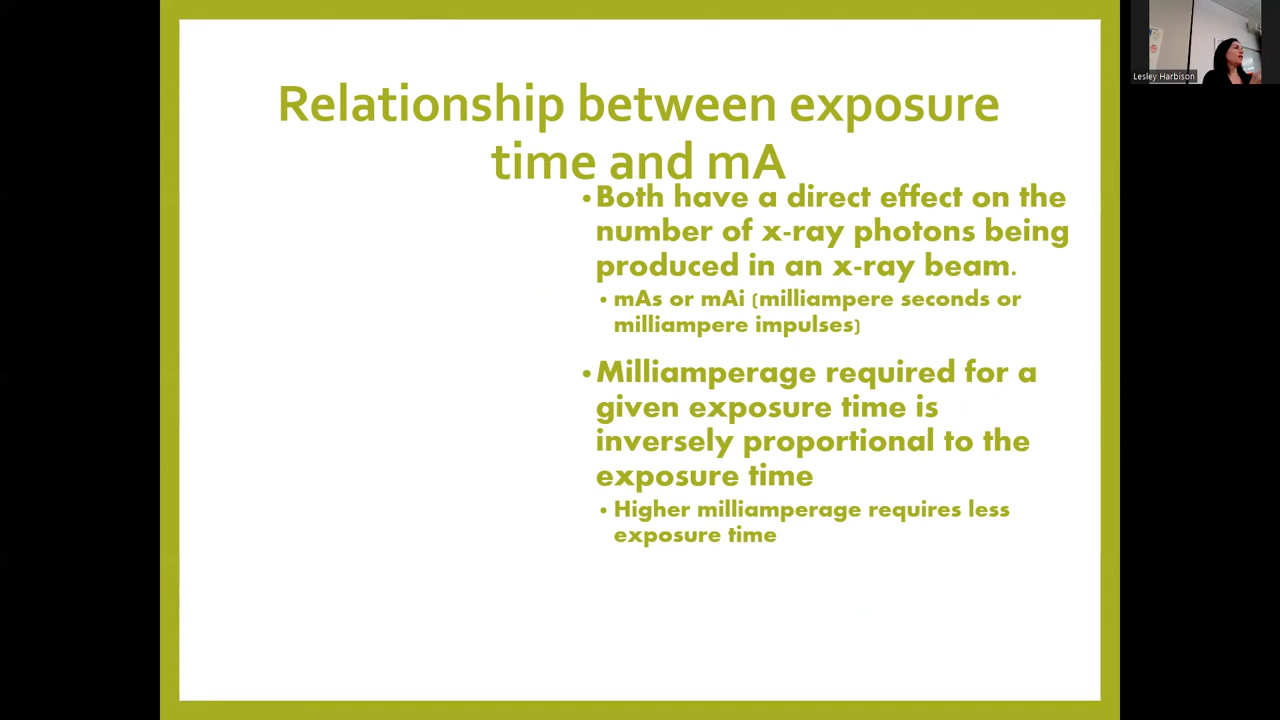 Relationship between exposure
time and mA
•Both have a direct effect on the
number of x-ray photons being
produced in an x-ray beam.
• mAs or mAi (milliampere seconds or
milliampere impulses)
•Milliamperage required for a
given exposure time is
inversely proportional to the
exposure time
• Higher milliamperage requires less
exposure time
Lesley Harbison